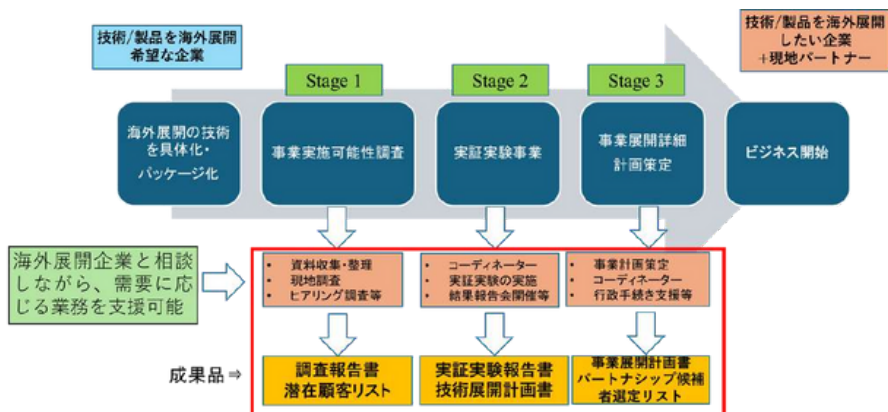 技術/製品を海外展開
希望な企業
技術/製品を海外展開
したい企業
+現地パートナー
Stage 1
Stage 2
Stage 3
海外展開の技術
を具体化・
パッケージ化
事業実施可能性調査
実証実験事業
事業展開詳細
計画策定
ビジネス開始
海外展開企業と相談
しながら、需要に応
じる業務を支援可能
• 資料収集・整理
• 現地調査
• ヒアリング調査等
• コーディネーター
• 実証実験の実施
• 結果報告会開催等
• 事業計画策定
• コーディネーター
• 行政手続き支援等
成果品⇒
調査報告書
潜在顧客リスト
実証実験報告書
技術展開計画書
事業展開計画書
パートナシップ候補
者選定リスト